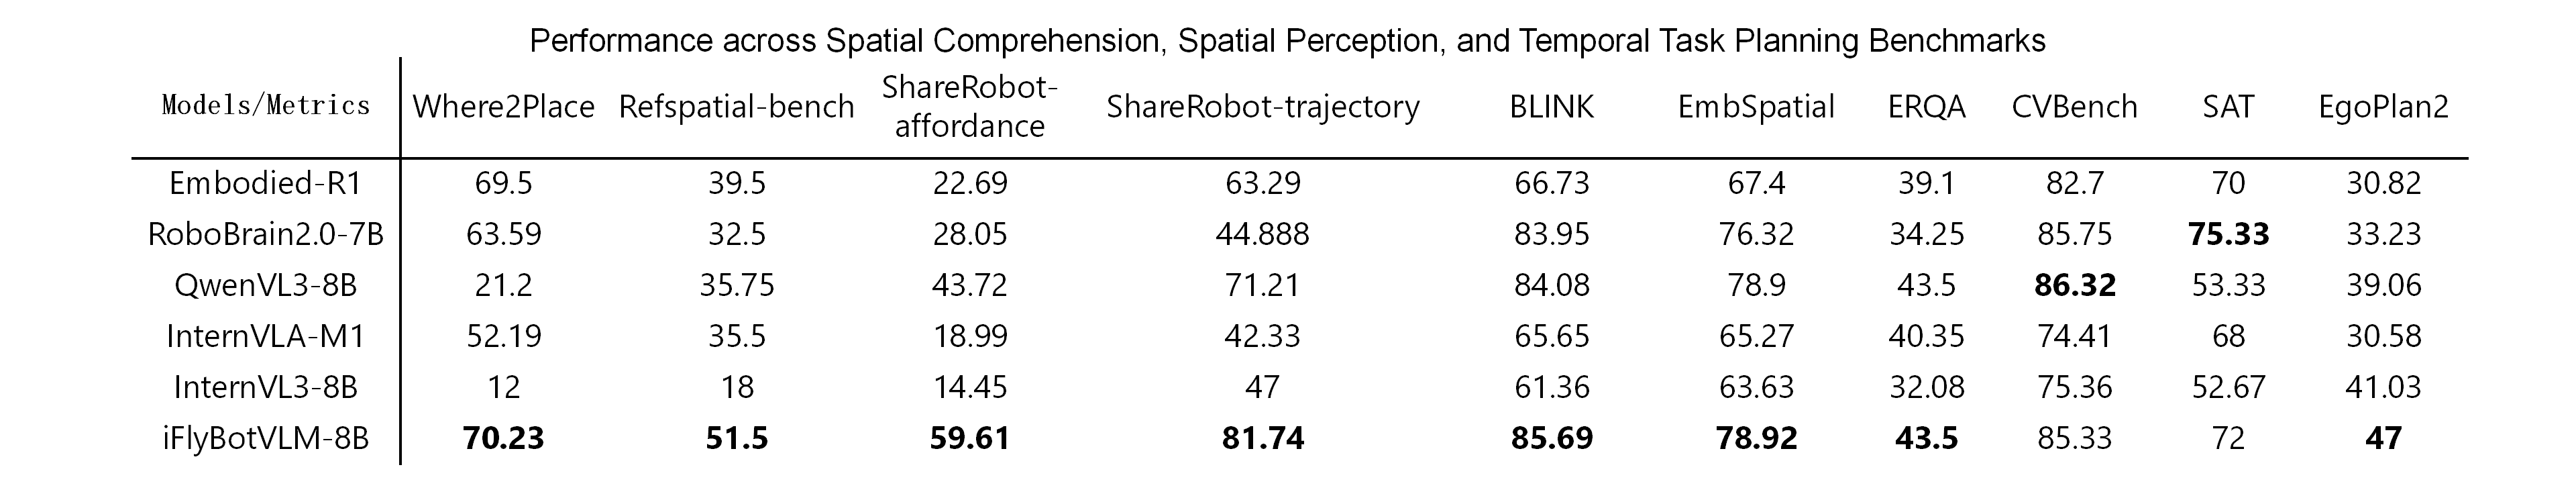 Performance across Spatial Comprehension, Spatial Perception, and Temporal Task Planning Benchmarks
Models/Metrics Where2Place Refspatial-bench ShareRobot-affordance ShareRobot-trajectory BLINK EmbSpatial ERQA CVBench SAT EgoPlan2
Embodied-R1 69.5 39.5 22.69 63.29 66.73 67.4 39.1 82.7 70 30.82
RoboBrain2.0-7B 63.59 32.5 28.05 44.888 83.95 76.32 34.25 85.75 75.33 33.23
QwenVL3-8B 21.2 35.75 43.72 71.21 84.08 78.9 43.5 86.32 53.33 39.06
InternVLA-M1 52.19 35.5 18.99 42.33 65.65 65.27 40.35 74.41 68 30.58
InternVL3-8B 12 18 14.45 47 61.36 63.63 32.08 75.36 52.67 41.03
iFlyBotVLM-8B 70.23 51.5 59.61 81.74 85.69 78.92 43.5 85.33 72 47